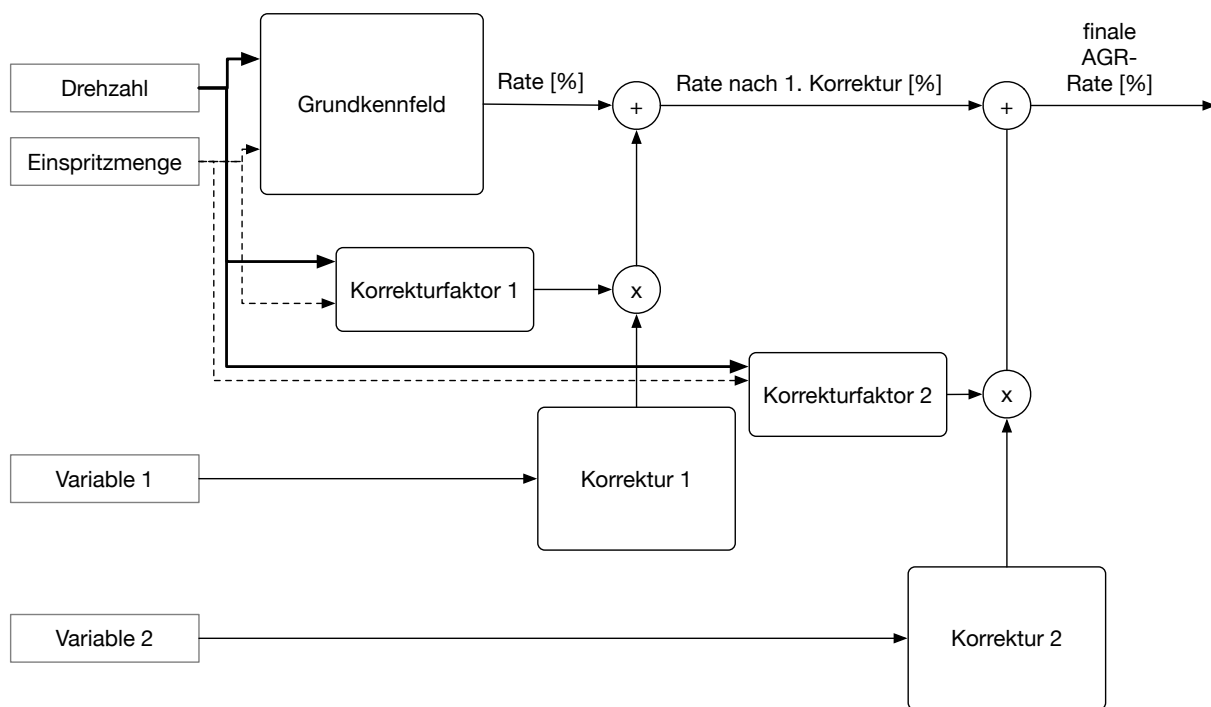 finale
AGR-
Rate [%]
Rate [%]
Rate nach 1. Korrektur [%]
Drehzahl
Grundkennfeld
+
+
Einspritzmenge
Korrekturfaktor 1
x
Korrekturfaktor 2
x
Variable 1
Korrektur 1
Variable 2
Korrektur 2